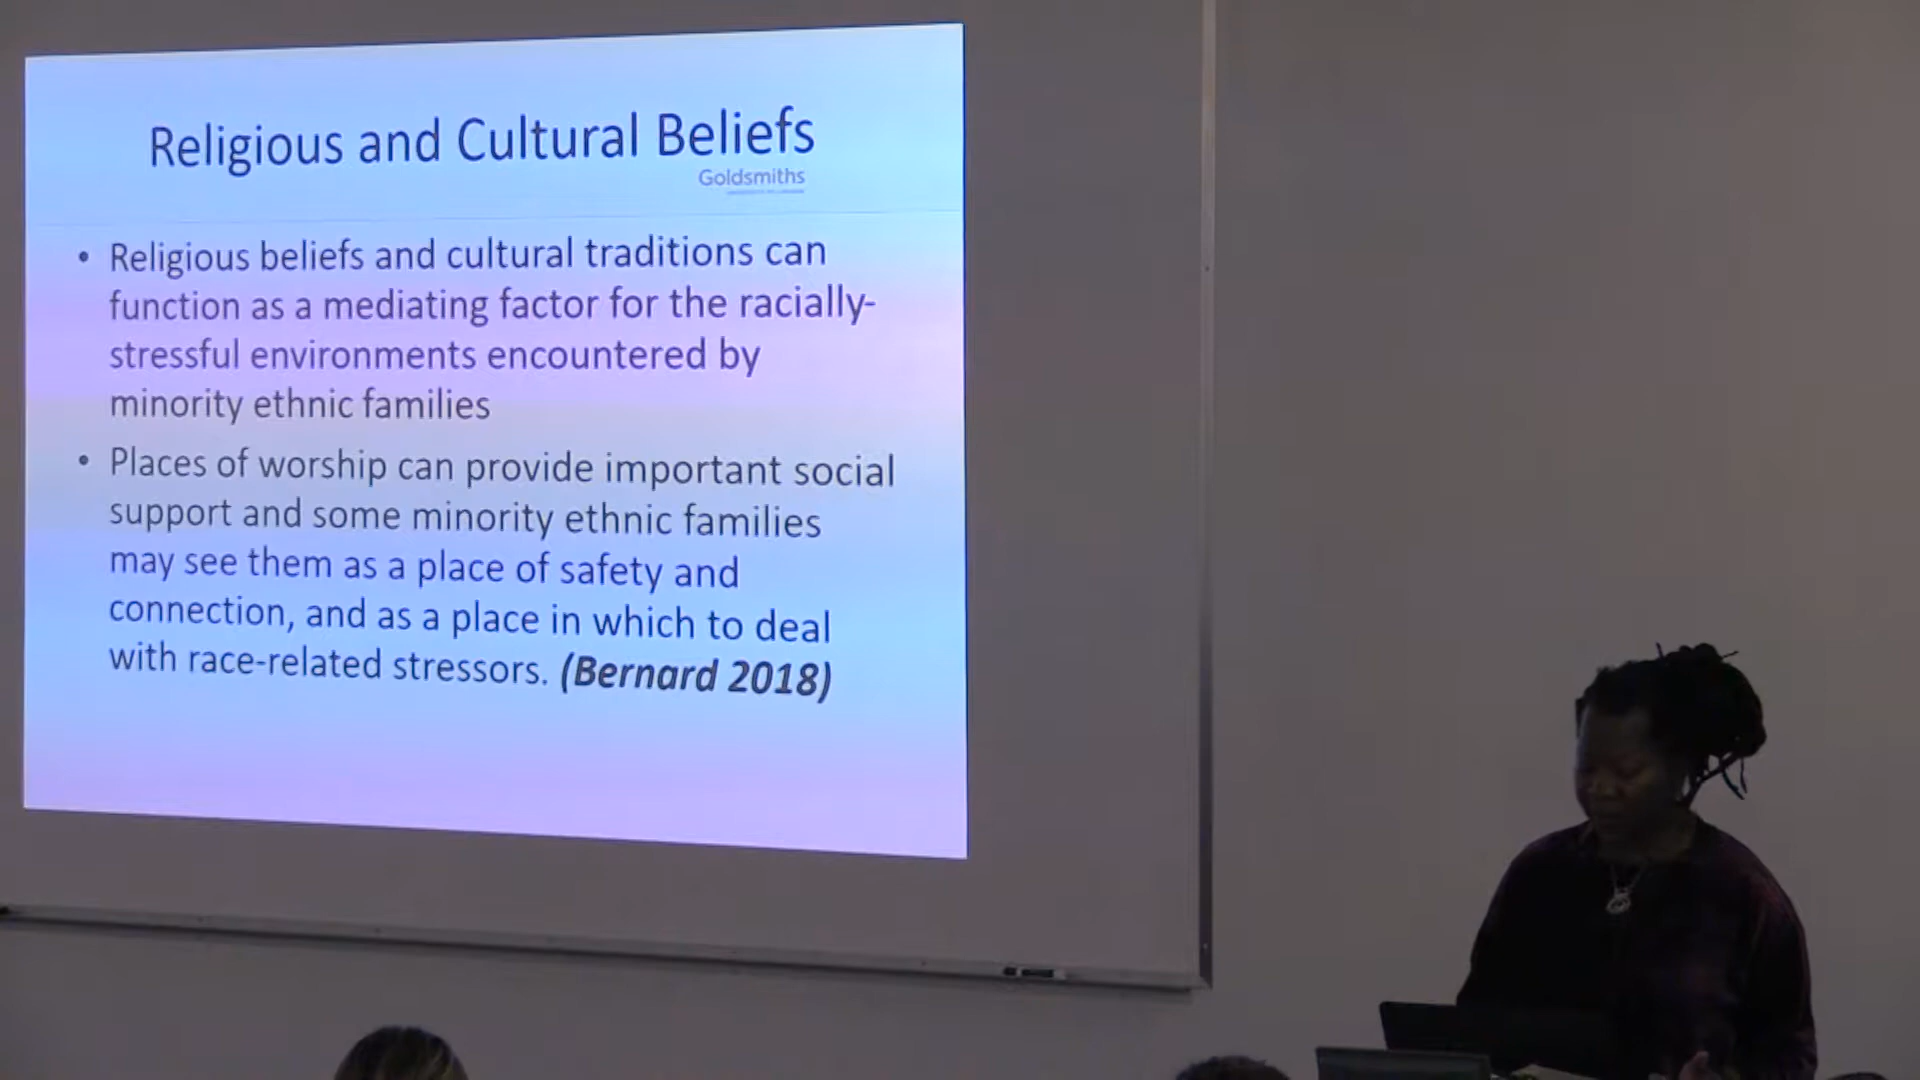 Religious and Cultural Beliefs
Goldsmiths
• Religious beliefs and cultural traditions can
function as a mediating factor for the racially-
stressful environments encountered by
minority ethnic families
• Places of worship can provide important social
support and some minority ethnic families
may see them as a place of safety and
connection, and as a place in which to deal
with race-related stressors. (Bernard 2018)